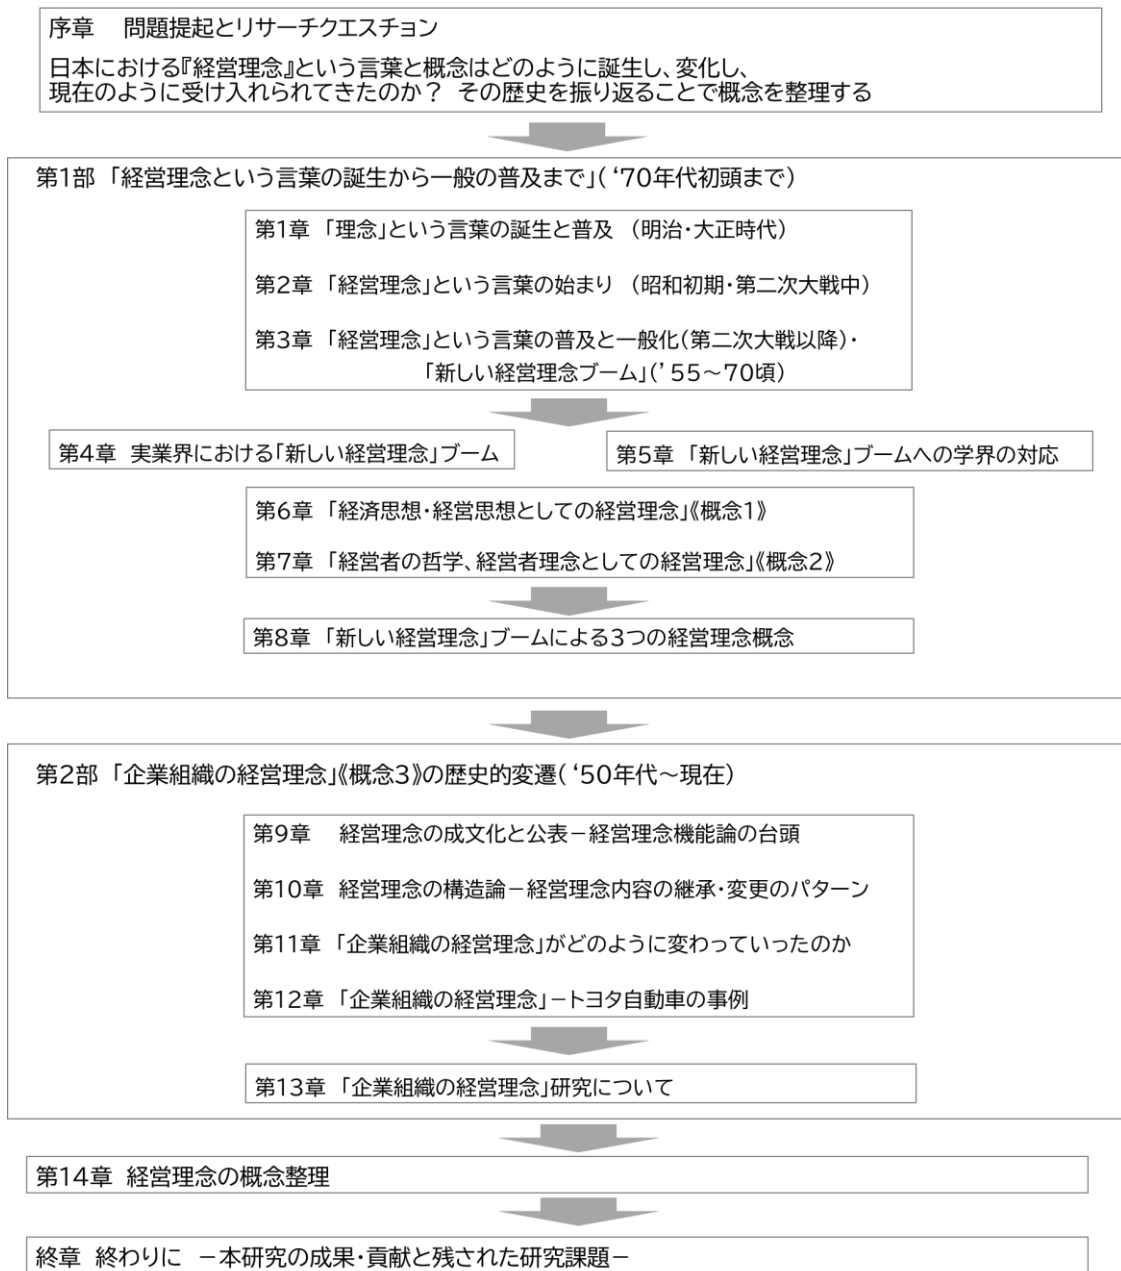 序章　問題提起とリサーチクエスチョン
日本における『経営理念』という言葉と概念はどのように誕生し、変化し、
現在のように受け入れられてきたのか？ その歴史を振り返ることで概念を整理する
第1部 「経営理念という言葉の誕生から一般の普及まで」(‘70年代初頭まで)
第1章 「理念」という言葉の誕生と普及 (明治・大正時代)
第2章 「経営理念」という言葉の始まり (昭和初期・第二次大戦中)
第3章 「経営理念」という言葉の普及と一般化(第二次大戦以降)・
「新しい経営理念ブーム」(’55～70頃)
第4章 実業界における「新しい経営理念」ブーム
第5章 「新しい経営理念」ブームへの学界の対応
第6章 「経済思想・経営思想としての経営理念」《概念1》
第7章 「経営者の哲学、経営者理念としての経営理念」《概念2》
第8章 「新しい経営理念」ブームによる3つの経営理念概念
第2部 「企業組織の経営理念」《概念3》の歴史的変遷(‘50年代～現在)
第9章　経営理念の成文化と公表－経営理念機能論の台頭
第10章 経営理念の構造論－経営理念内容の継承・変更のパターン
第11章 「企業組織の経営理念」がどのように変わっていったのか
第12章 「企業組織の経営理念」－トヨタ自動車の事例
第13章 「企業組織の経営理念」研究について
第14章 経営理念の概念整理
終章 終わりに －本研究の成果・貢献と残された研究課題－